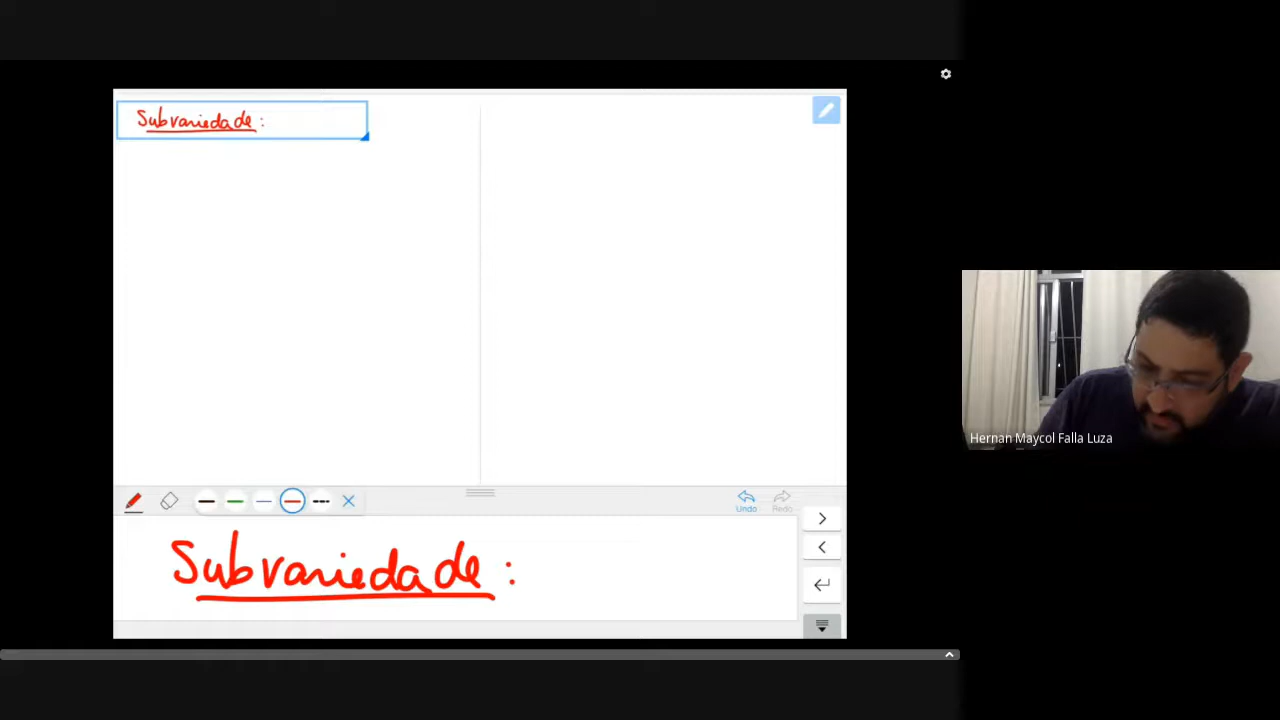 Subvariedade:
Undo
Redo
Subvariedade:
Hernan Maycol Falla Luza